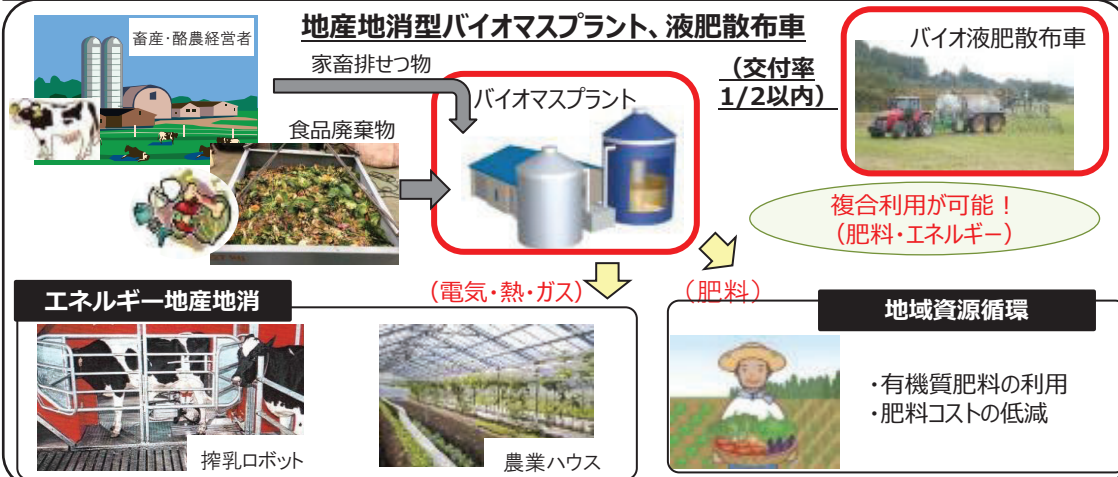 地産地消型バイオマスプラント、液肥散布車
畜産・酪農経営者
家畜排せつ物
食品廃棄物
バイオマスプラント
（交付率
1/2以内）
バイオ液肥散布車
複合利用が可能！
（肥料・エネルギー）
（電気・熱・ガス）
（肥料）
エネルギー地産地消
搾乳ロボット
農業ハウス
地域資源循環
・有機質肥料の利用
・肥料コストの低減